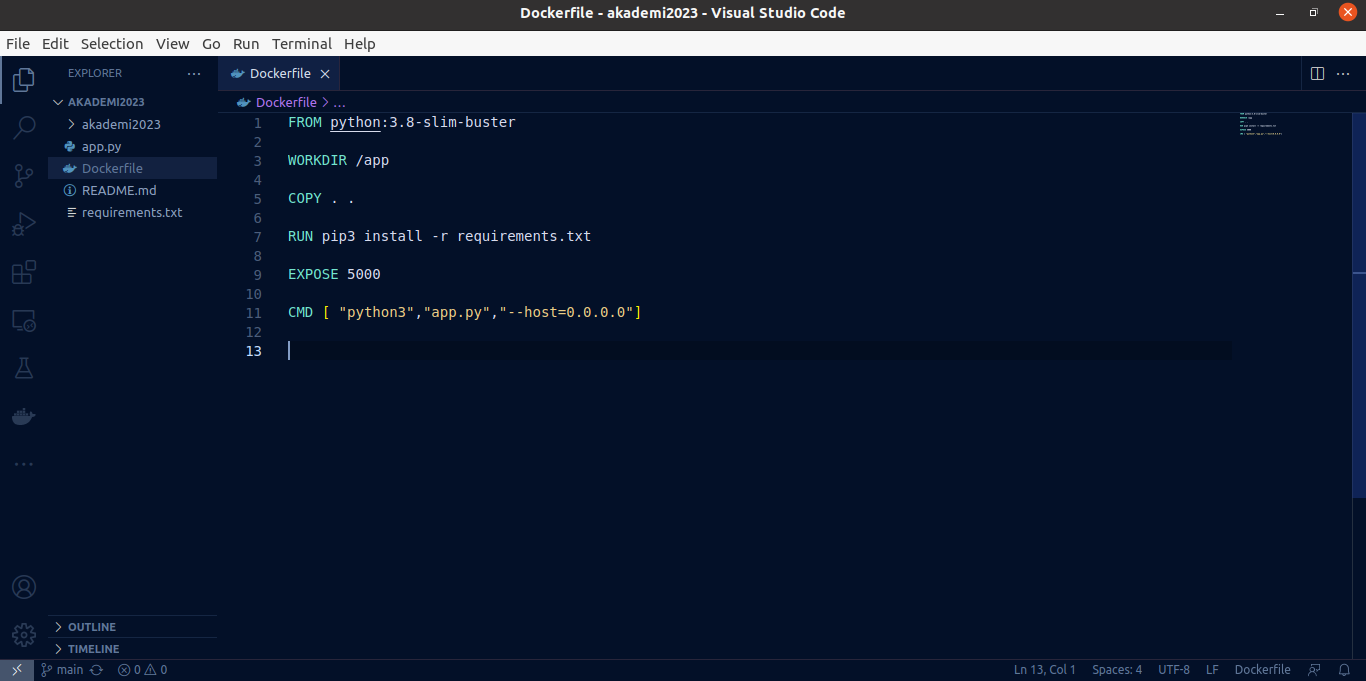 Dockerfile - akademi2023 - Visual Studio Code
File Edit Selection View Go Run Terminal Help
EXPLORER
AKADEMI2023
akademi2023
app.py
Dockerfile
README.md
requirements.txt
OUTLINE
TIMELINE
Dockerfile
Dockerfile > ...
1 FROM python:3.8-slim-buster
2
3 WORKDIR /app
4
5 COPY . .
6
7 RUN pip3 install -r requirements.txt
8
9 EXPOSE 5000
10
11 CMD [ "python3","app.py","--host=0.0.0.0"]
12
13
main 0 0 Ln 13, Col 1 Spaces: 4 UTF-8 LF Dockerfile